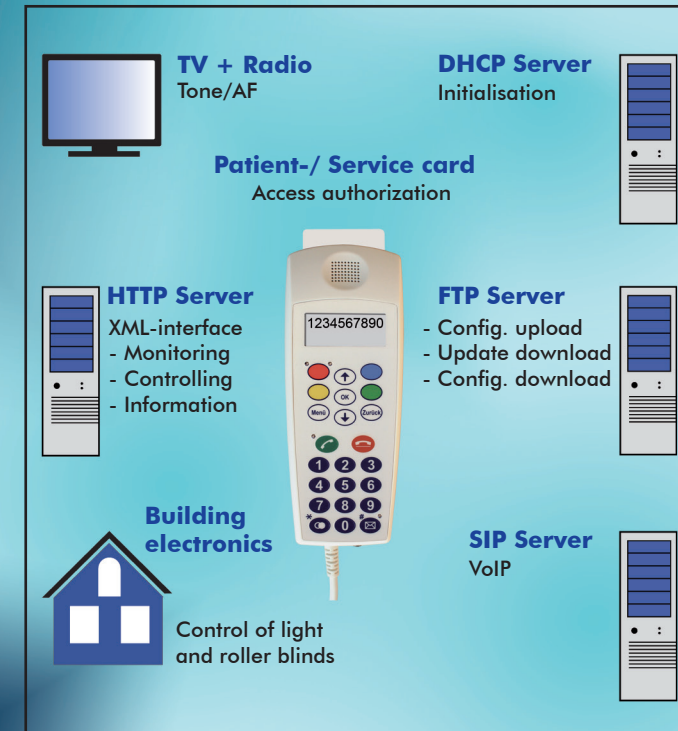 TV + Radio
Tone/AF
DHCP Server
Initialisation
Patient-/ Service card
Access authorization
HTTP Server
XML-interface
- Monitoring
- Controlling
- Information
1234567890
FTP Server
- Config. upload
- Update download
- Config. download
OK
Menü
Zurück
1 2 3
4 5 6
7 8 9
* 0 #
Building
electronics
Control of light
and roller blinds
SIP Server
VoIP